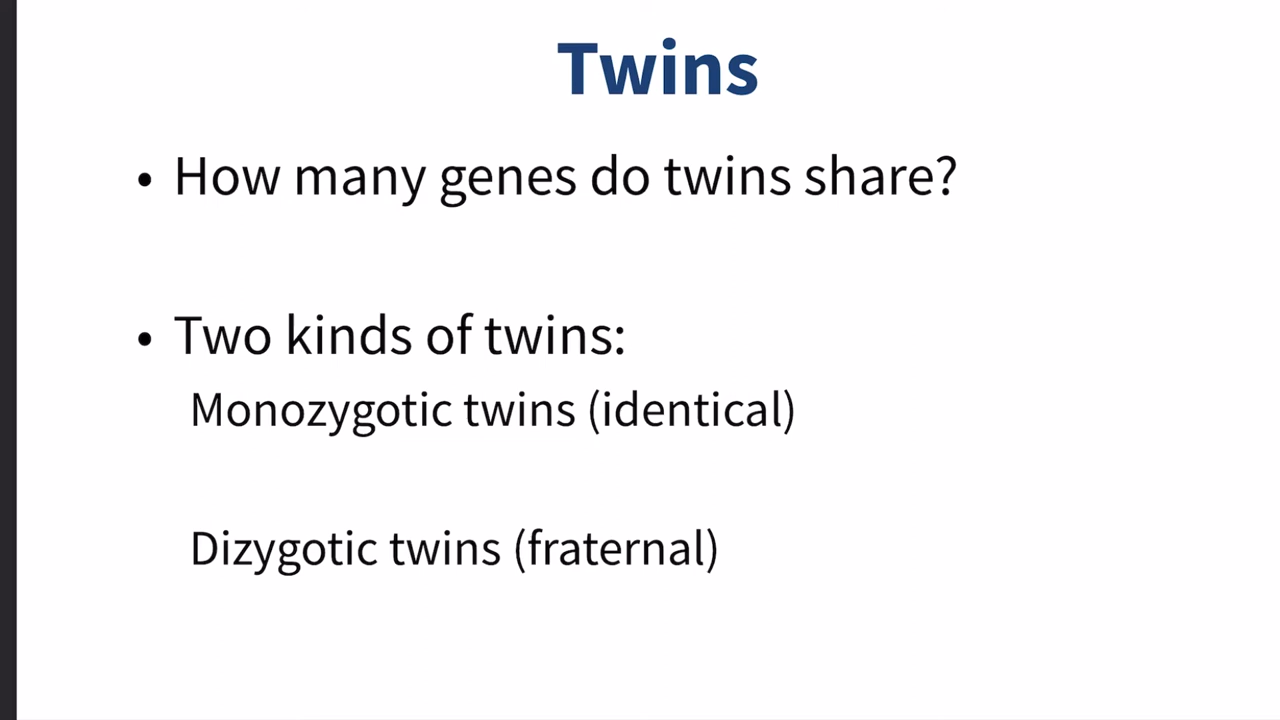 Twins
• How many genes do twins share?
• Two kinds of twins:
Monozygotic twins (identical)
Dizygotic twins (fraternal)